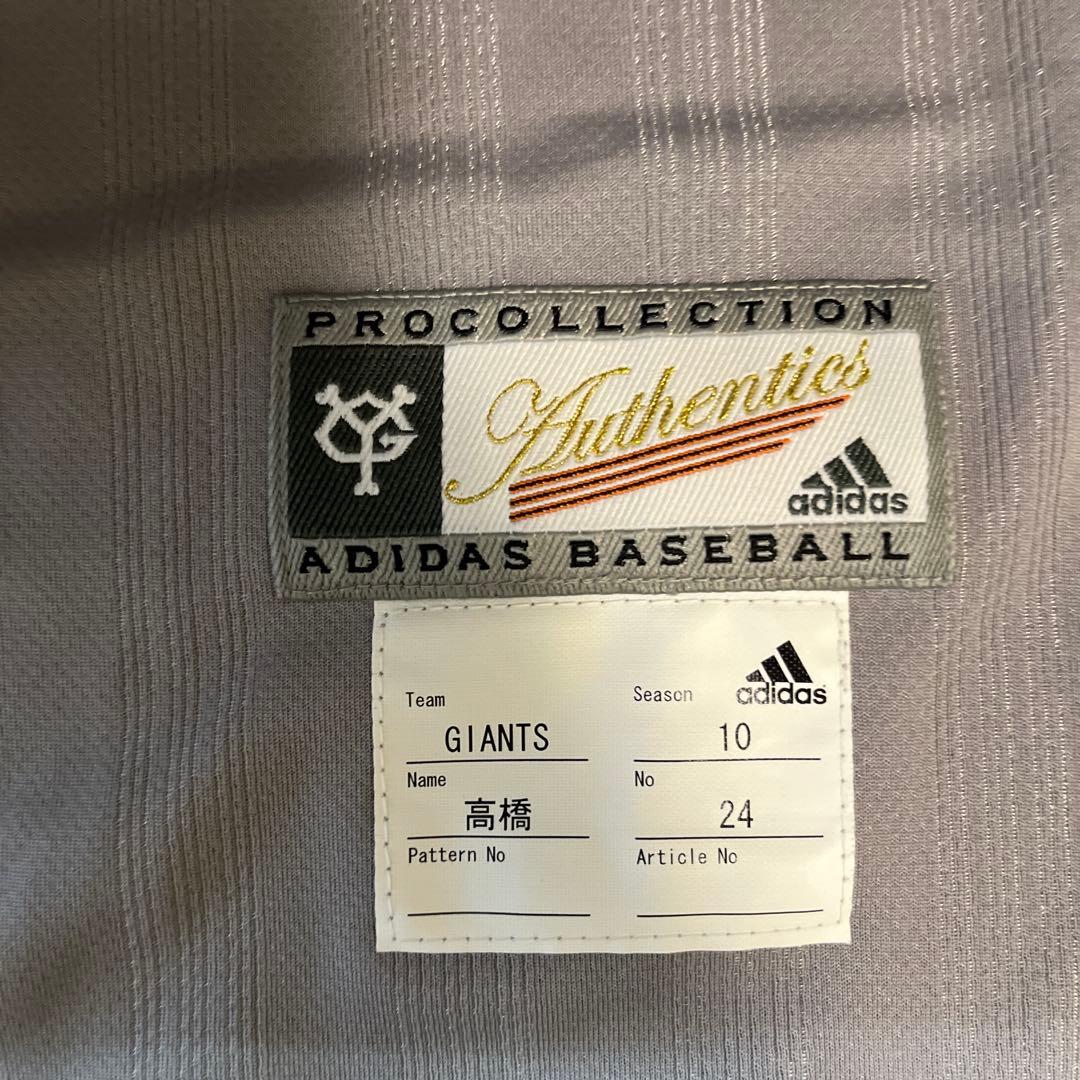 PROCOLLECTION
YG
Authentics
adidas
ADIDAS BASEBALL
adidas
Team
GIANTS
Season
10
Name
高橋
No
24
Pattern No
Article No